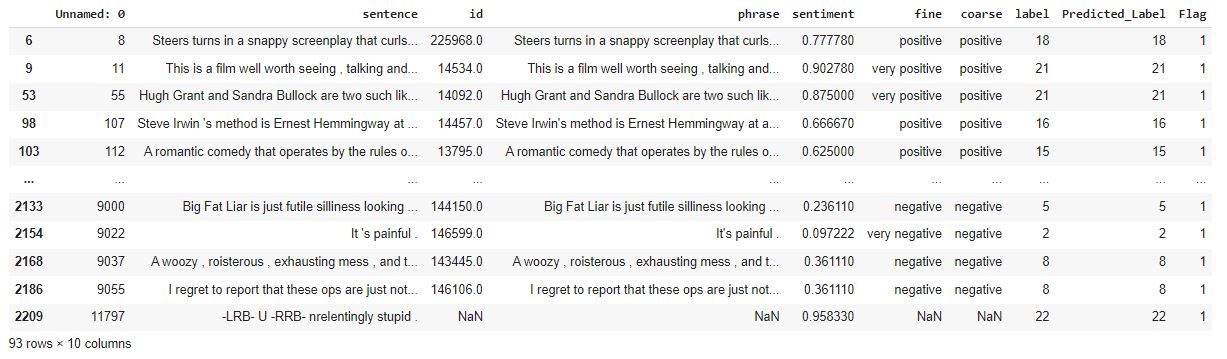 Unnamed: 0 sentence id phrase sentiment fine coarse label Predicted_Label Flag
6 8 Steers turns in a snappy screenplay that curls... 225968.0 Steers turns in a snappy screenplay that curls... 0.777780 positive positive 18 18 1
9 11 This is a film well worth seeing , talking and... 14534.0 This is a film well worth seeing , talking and... 0.902780 very positive positive 21 21 1
53 55 Hugh Grant and Sandra Bullock are two such lik... 14092.0 Hugh Grant and Sandra Bullock are two such lik... 0.875000 very positive positive 21 21 1
98 107 Steve Irwin 's method is Ernest Hemmingway at ... 14457.0 Steve Irwin's method is Ernest Hemmingway at a... 0.666670 positive positive 16 16 1
103 112 A romantic comedy that operates by the rules o... 13795.0 A romantic comedy that operates by the rules o... 0.625000 positive positive 15 15 1
... ... ... ... ... ... ... ... ... ... ...
2133 9000 Big Fat Liar is just futile silliness looking ... 144150.0 Big Fat Liar is just futile silliness looking ... 0.236110 negative negative 5 5 1
2154 9022 It 's painful . 146599.0 It's painful . 0.097222 very negative negative 2 2 1
2168 9037 A woozy , roisterous , exhausting mess , and t... 143445.0 A woozy , roisterous , exhausting mess , and t... 0.361110 negative negative 8 8 1
2186 9055 I regret to report that these ops are just not... 146106.0 I regret to report that these ops are just not... 0.361110 negative negative 8 8 1
2209 11797 -LRB- U -RRB- nrelentingly stupid . NaN NaN 0.958330 NaN NaN 22 22 1
93 rows × 10 columns